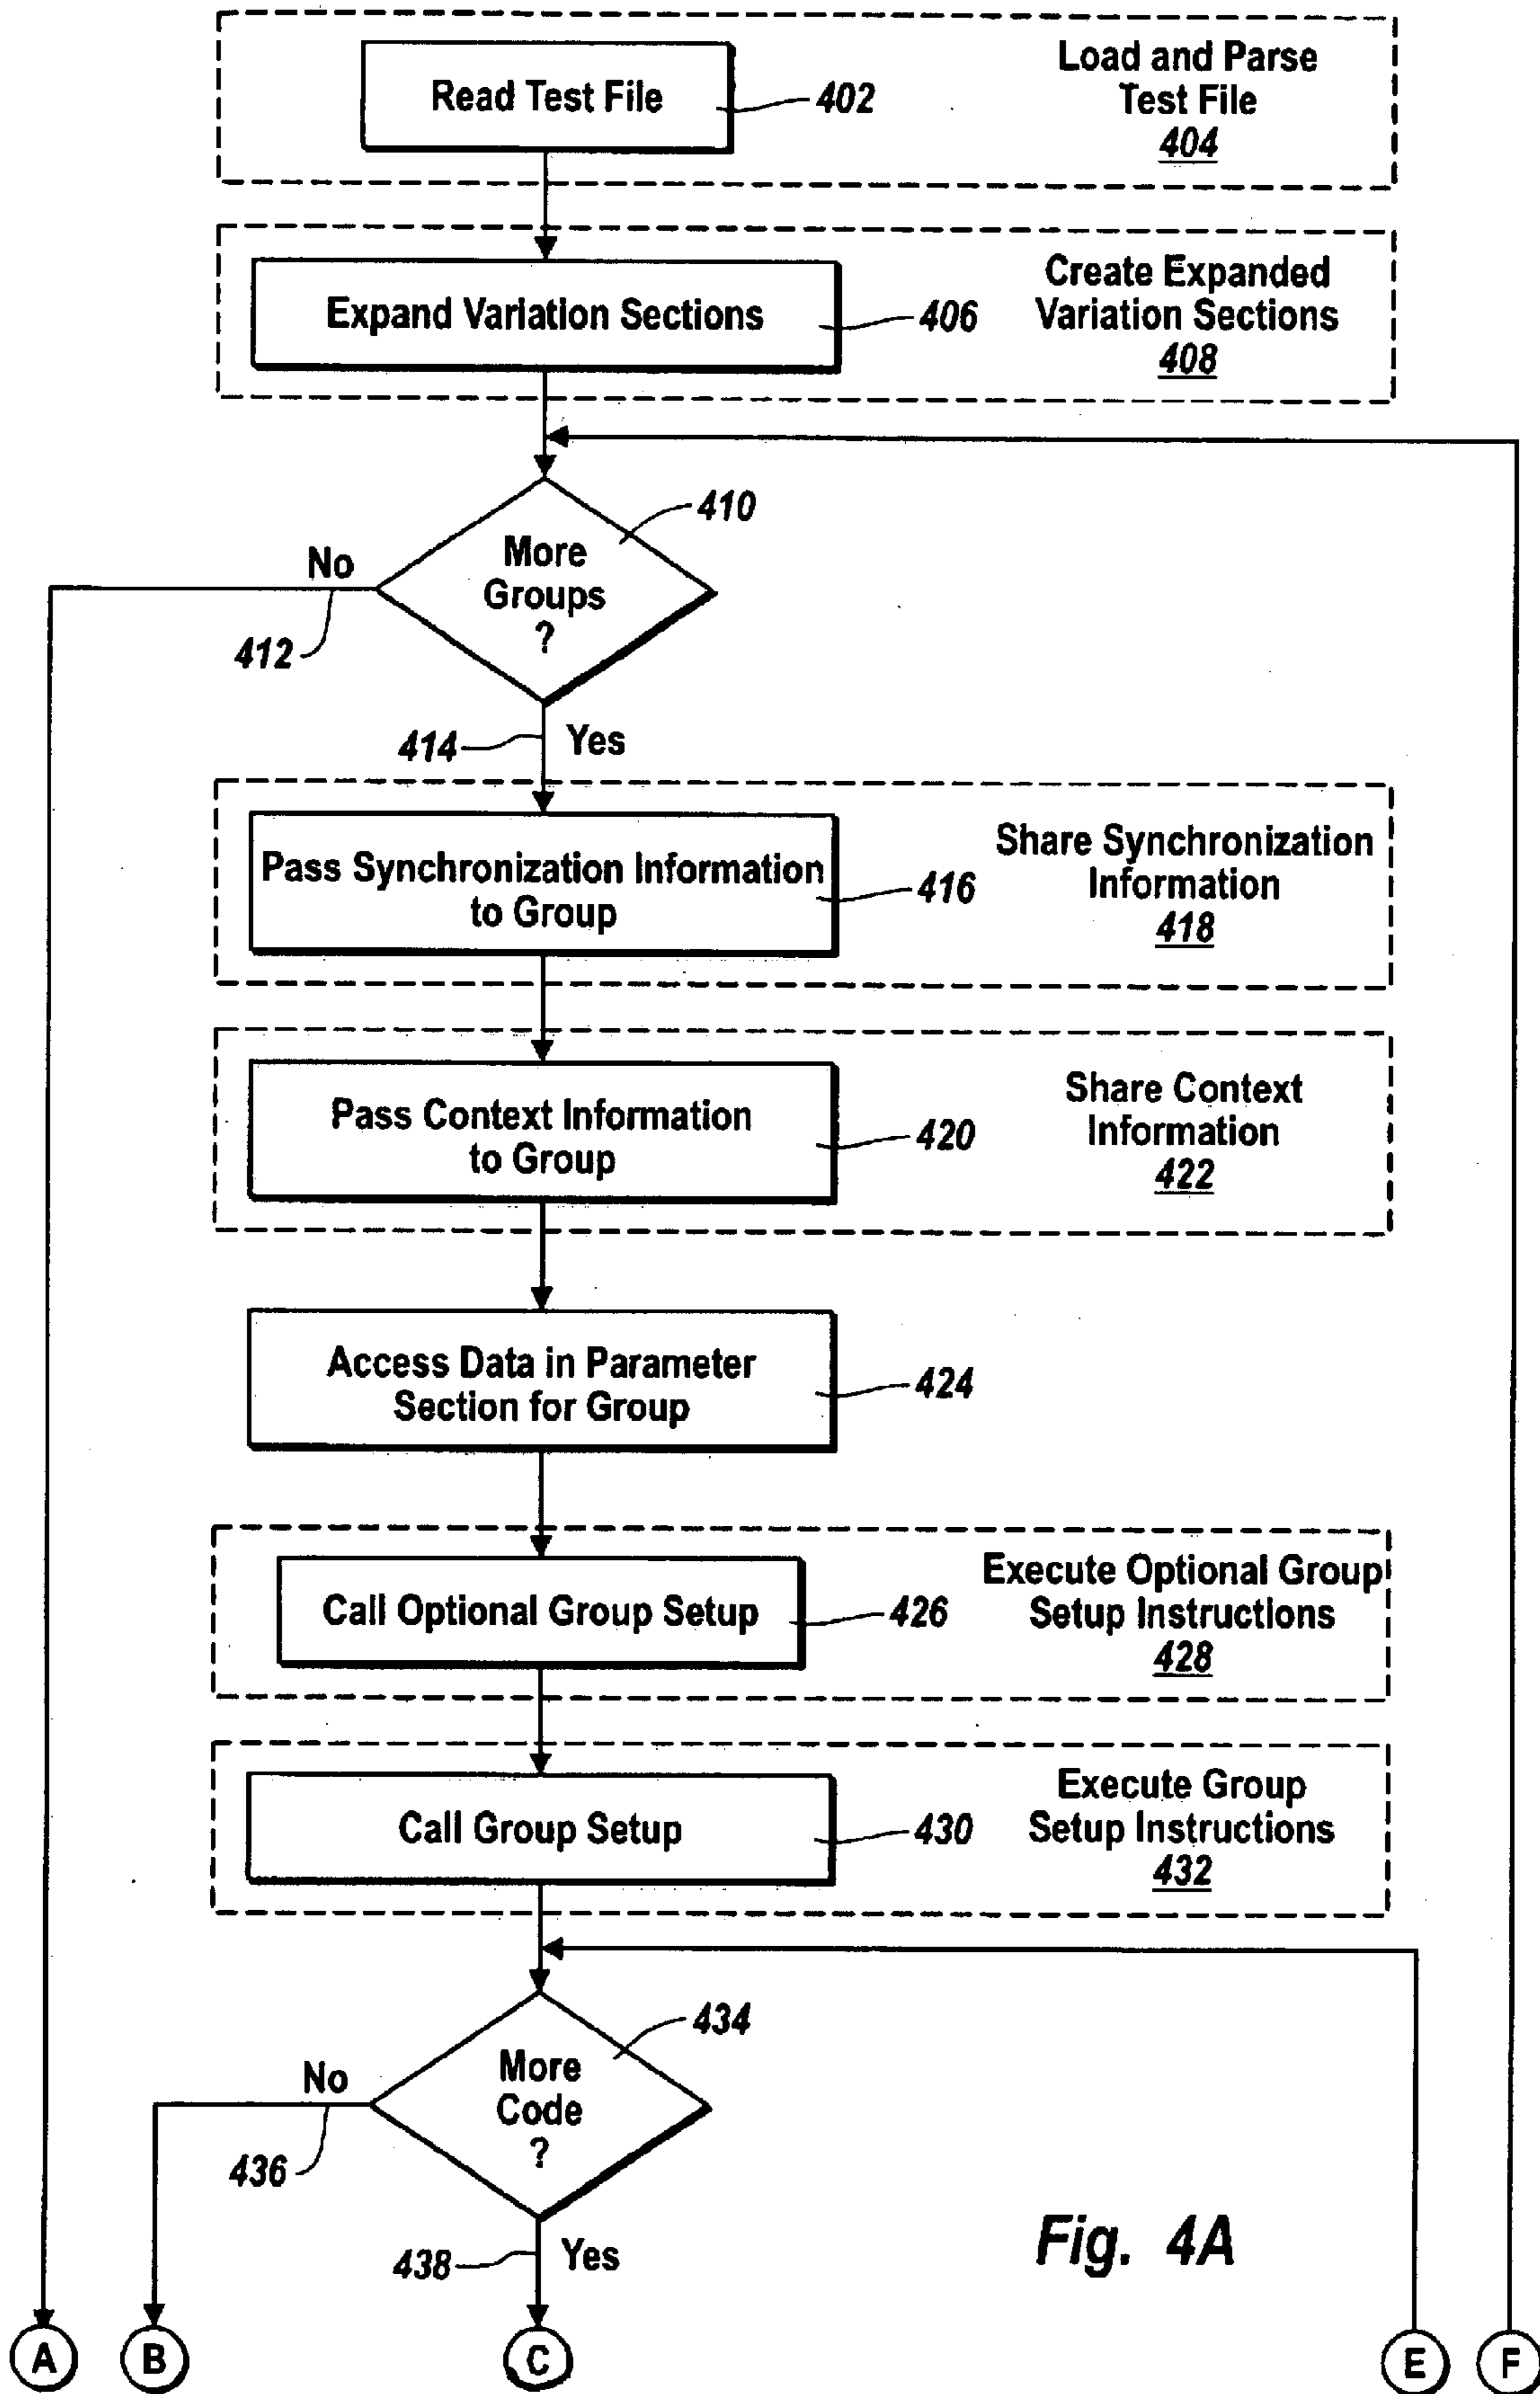 Read Test File
402
Load and Parse
Test File
404
Expand Variation Sections
406
Create Expanded
Variation Sections
408
410
More
Groups
?
No
412
414
Yes
Pass Synchronization Information
to Group
416
Share Synchronization
Information
418
Pass Context Information
to Group
420
Share Context
Information
422
Access Data in Parameter
Section for Group
424
Call Optional Group Setup
426
Execute Optional Group
Setup Instructions
428
Call Group Setup
430
Execute Group
Setup Instructions
432
434
More
Code
?
No
436
438
Yes
Fig. 4A
A
B
C
E
F